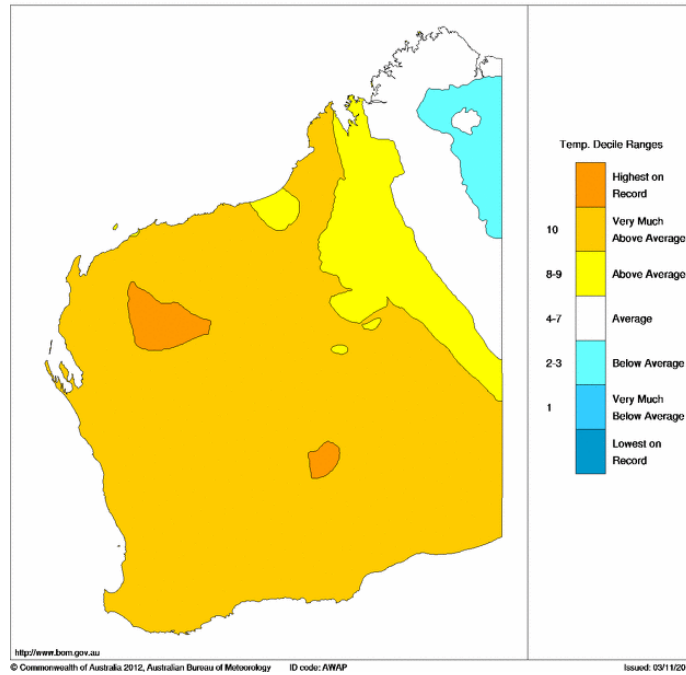 Temp. Decile Ranges
Highest on
Record
10
Very Much
Above Average
8-9
Above Average
4-7
Average
2-3
Below Average
1
Very Much
Below Average
Lowest on
Record
http://www.bom.gov.au
© Commonwealth of Australia 2012, Australian Bureau of Meteorology ID code: AWAP Issued: 03/11/20